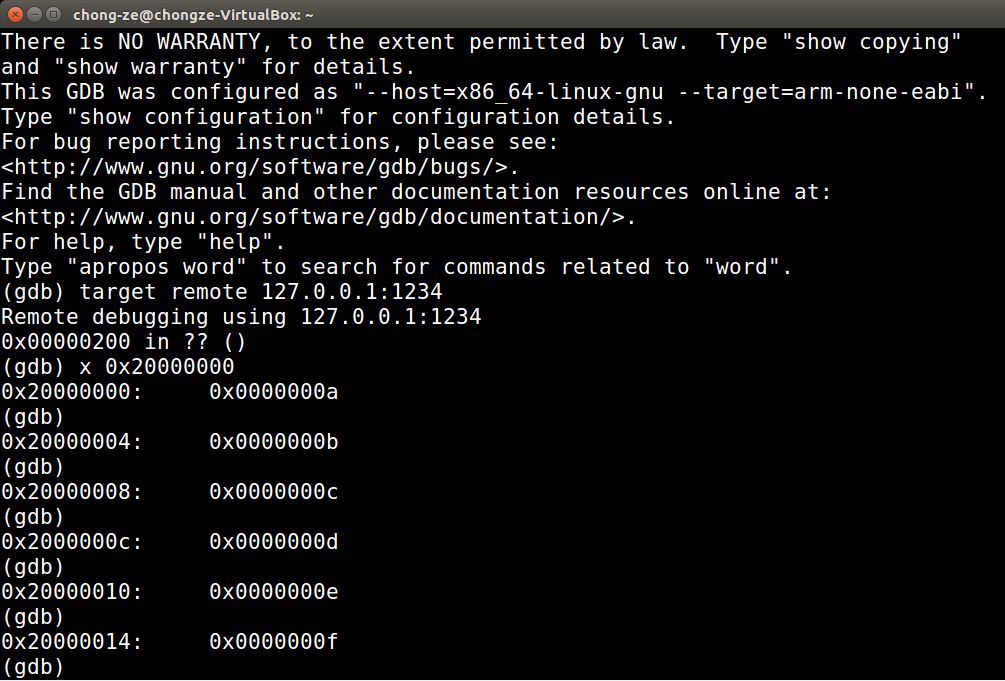 chong-ze@chongze-VirtualBox: ~
There is NO WARRANTY, to the extent permitted by law.  Type "show copying"
and "show warranty" for details.
This GDB was configured as "--host=x86_64-linux-gnu --target=arm-none-eabi".
Type "show configuration" for configuration details.
For bug reporting instructions, please see:
<http://www.gnu.org/software/gdb/bugs/>.
Find the GDB manual and other documentation resources online at:
<http://www.gnu.org/software/gdb/documentation/>.
For help, type "help".
Type "apropos word" to search for commands related to "word".
(gdb) target remote 127.0.0.1:1234
Remote debugging using 127.0.0.1:1234
0x00000200 in ?? ()
(gdb) x 0x20000000
0x20000000:     0x0000000a
(gdb)
0x20000004:     0x0000000b
(gdb)
0x20000008:     0x0000000c
(gdb)
0x2000000c:     0x0000000d
(gdb)
0x20000010:     0x0000000e
(gdb)
0x20000014:     0x0000000f
(gdb)